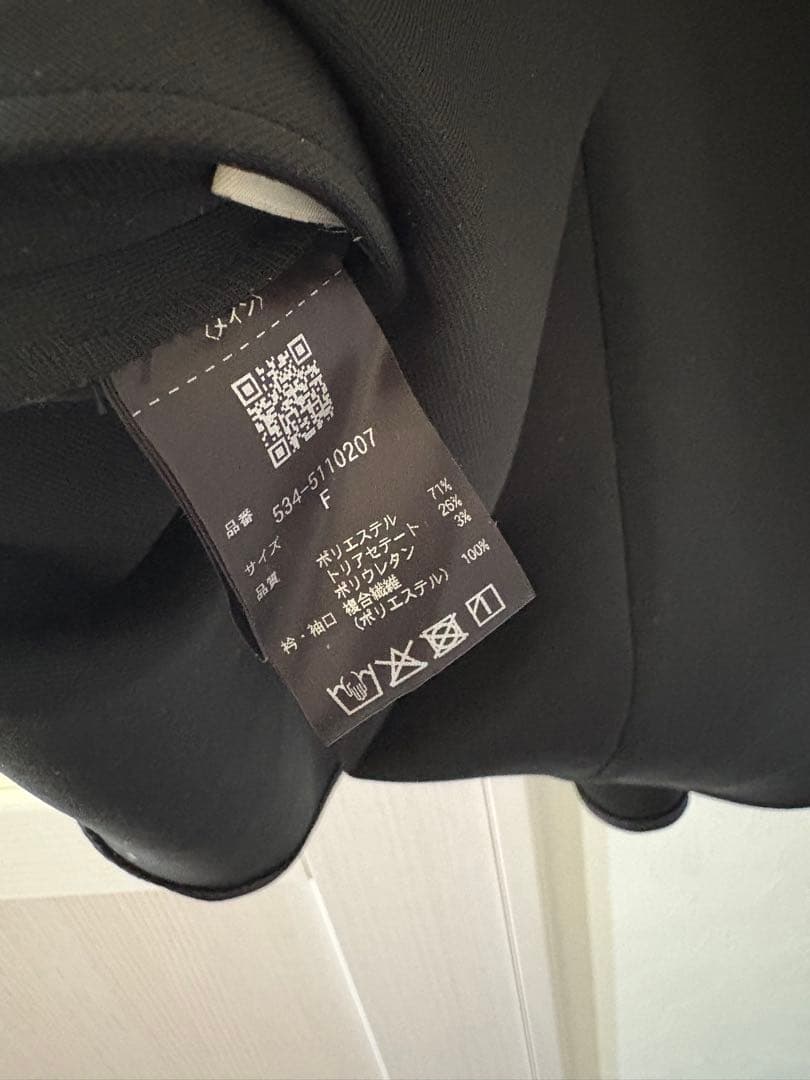 〈メイン〉
品番 534-5110207
サイズ F
品質 ポリエステル 71%
トリアセテート 26%
ポリウレタン 3%
衿・袖口 複合繊維
(ポリエステル) 100%